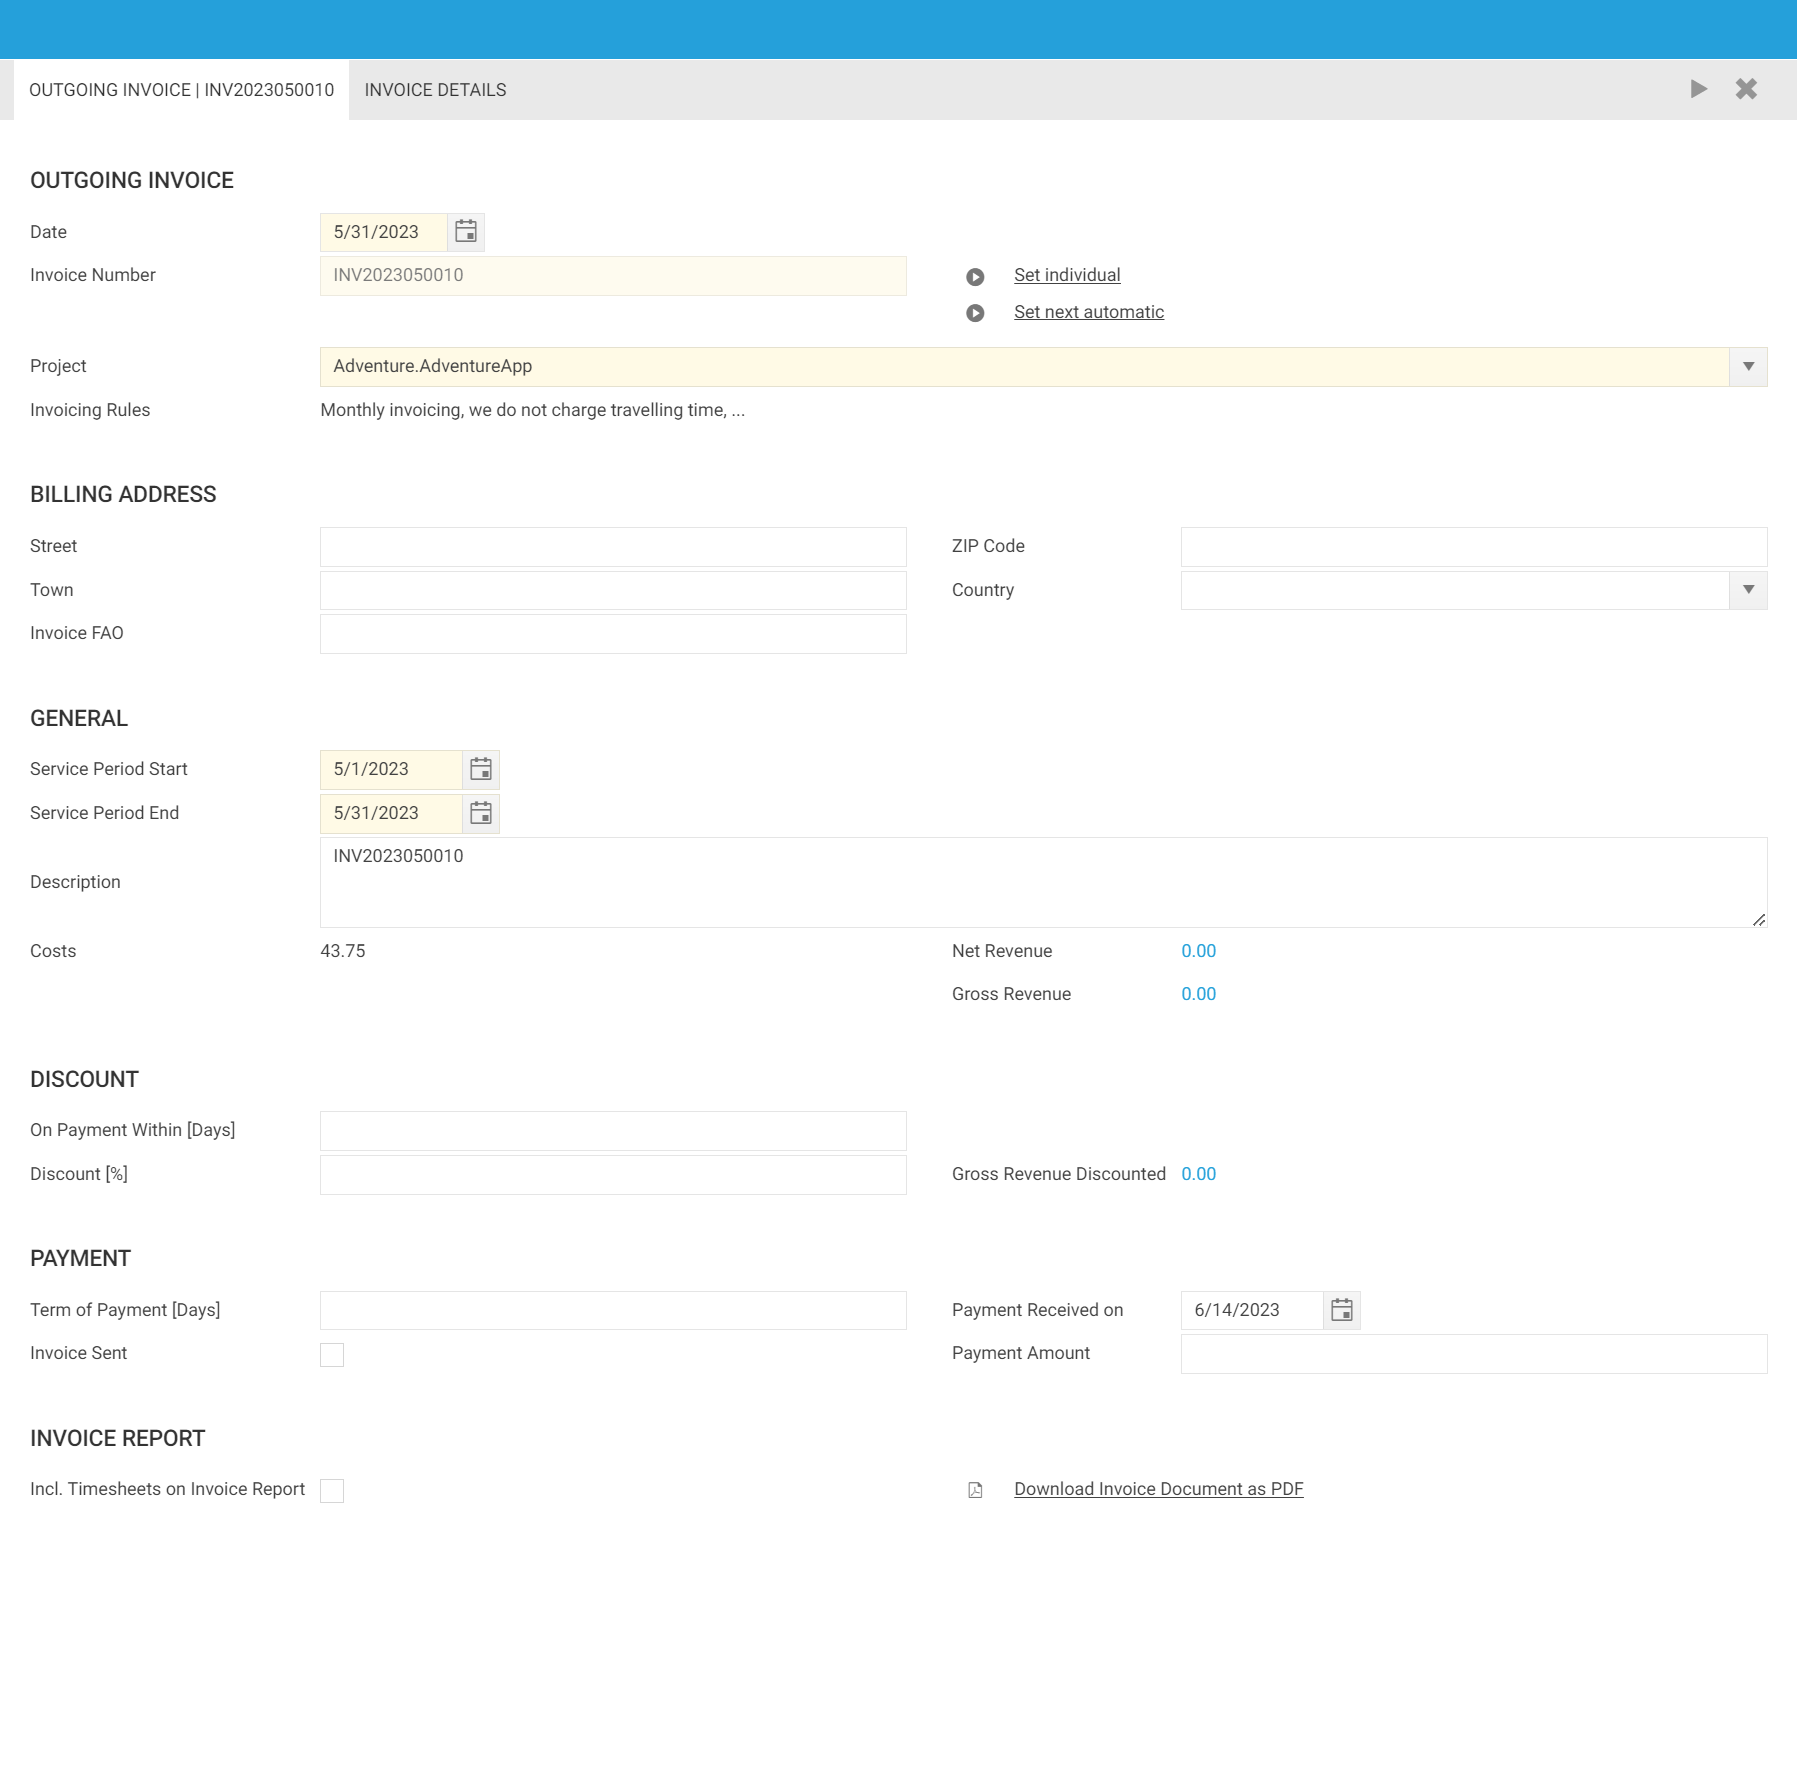 OUTGOING INVOICE | INV2023050010 INVOICE DETAILS
OUTGOING INVOICE
Date 5/31/2023
Invoice Number INV2023050010 Set individual
Set next automatic
Project Adventure.AdventureApp
Invoicing Rules Monthly invoicing, we do not charge travelling time, ...
BILLING ADDRESS
Street ZIP Code
Town Country
Invoice FAO
GENERAL
Service Period Start 5/1/2023
Service Period End 5/31/2023
Description INV2023050010
Costs 43.75 Net Revenue 0.00
Gross Revenue 0.00
DISCOUNT
On Payment Within [Days]
Discount [%] Gross Revenue Discounted 0.00
PAYMENT
Term of Payment [Days] Payment Received on 6/14/2023
Invoice Sent Payment Amount
INVOICE REPORT
Incl. Timesheets on Invoice Report Download Invoice Document as PDF